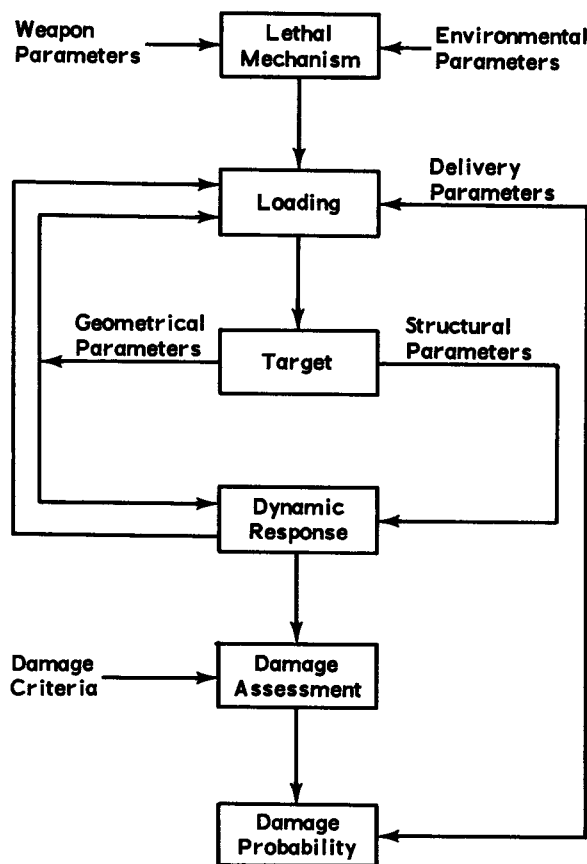 Weapon
Parameters
Lethal
Mechanism
Environmental
Parameters
Delivery
Parameters
Loading
Geometrical
Parameters
Target
Structural
Parameters
Dynamic
Response
Damage
Criteria
Damage
Assessment
Damage
Probability